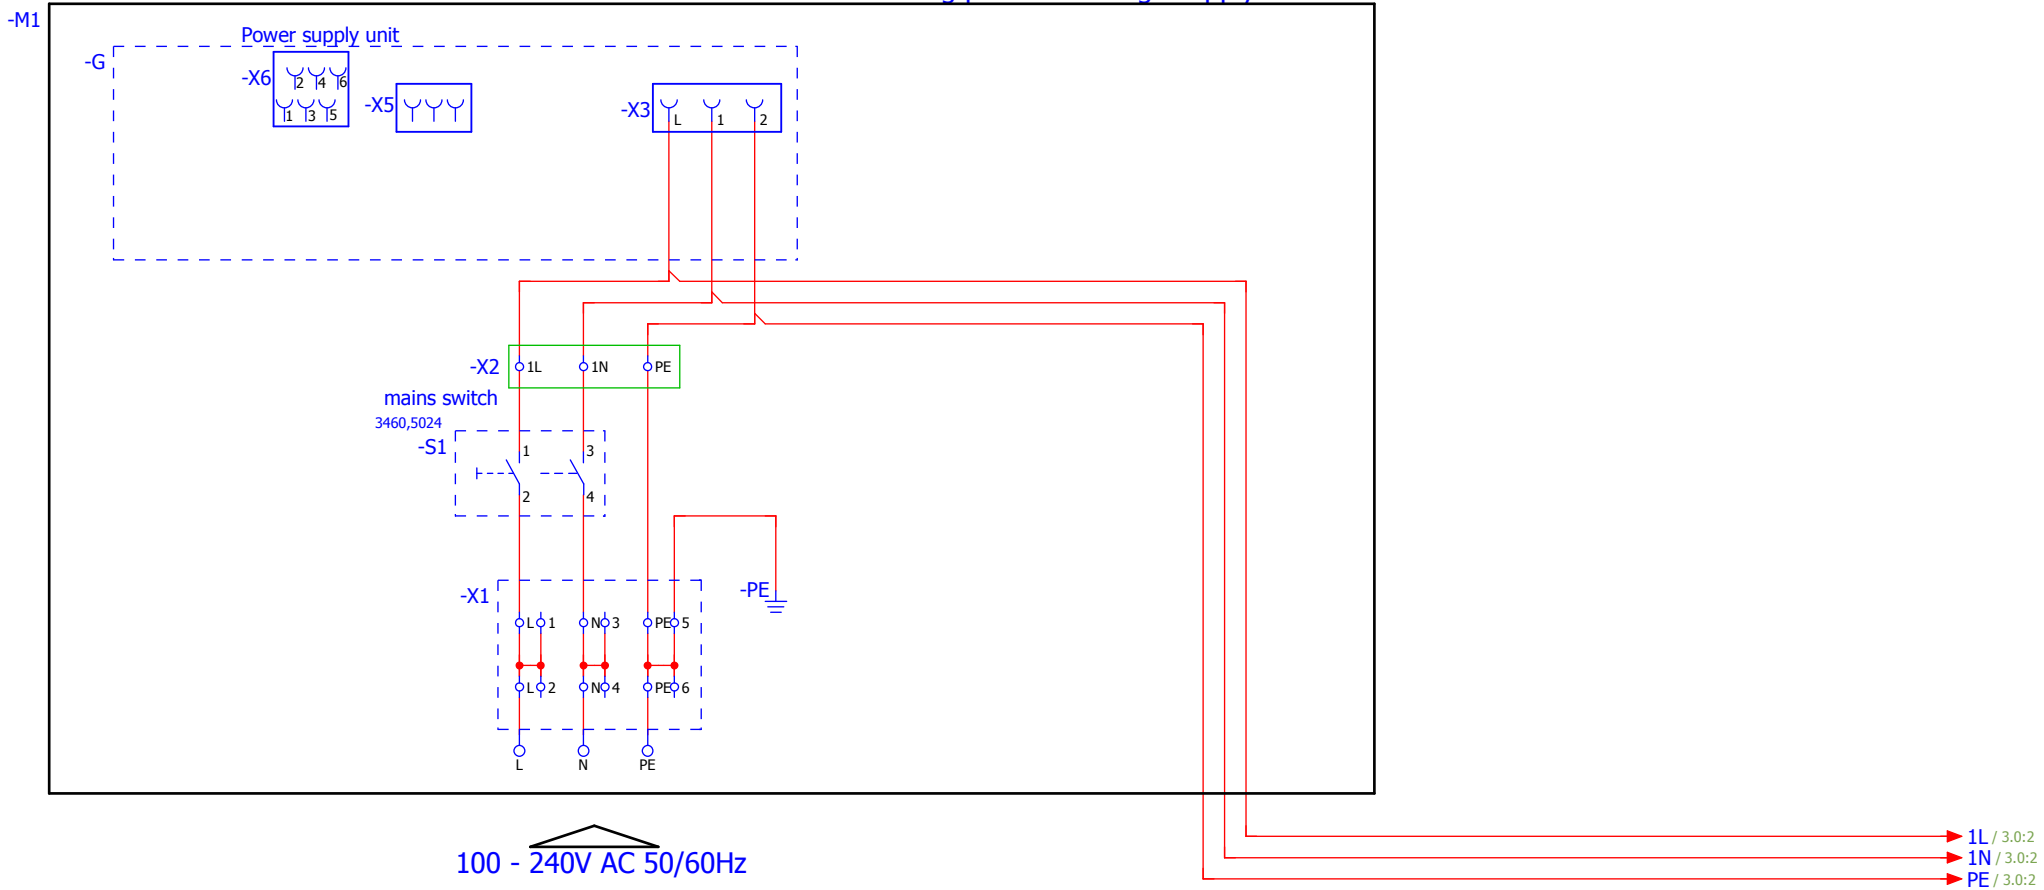 -M1
Power supply unit
-G
-X6
2 4 6
1 3 5
-X5
-X3
L 1 2
-X2
1L 1N PE
mains switch
3460,5024
-S1
1 3
2 4
-X1
-PE
L 1 N 3 PE 5
L 2 N 4 PE 6
L N PE
100 - 240V AC 50/60Hz
1L / 3.0:2
1N / 3.0:2
PE / 3.0:2